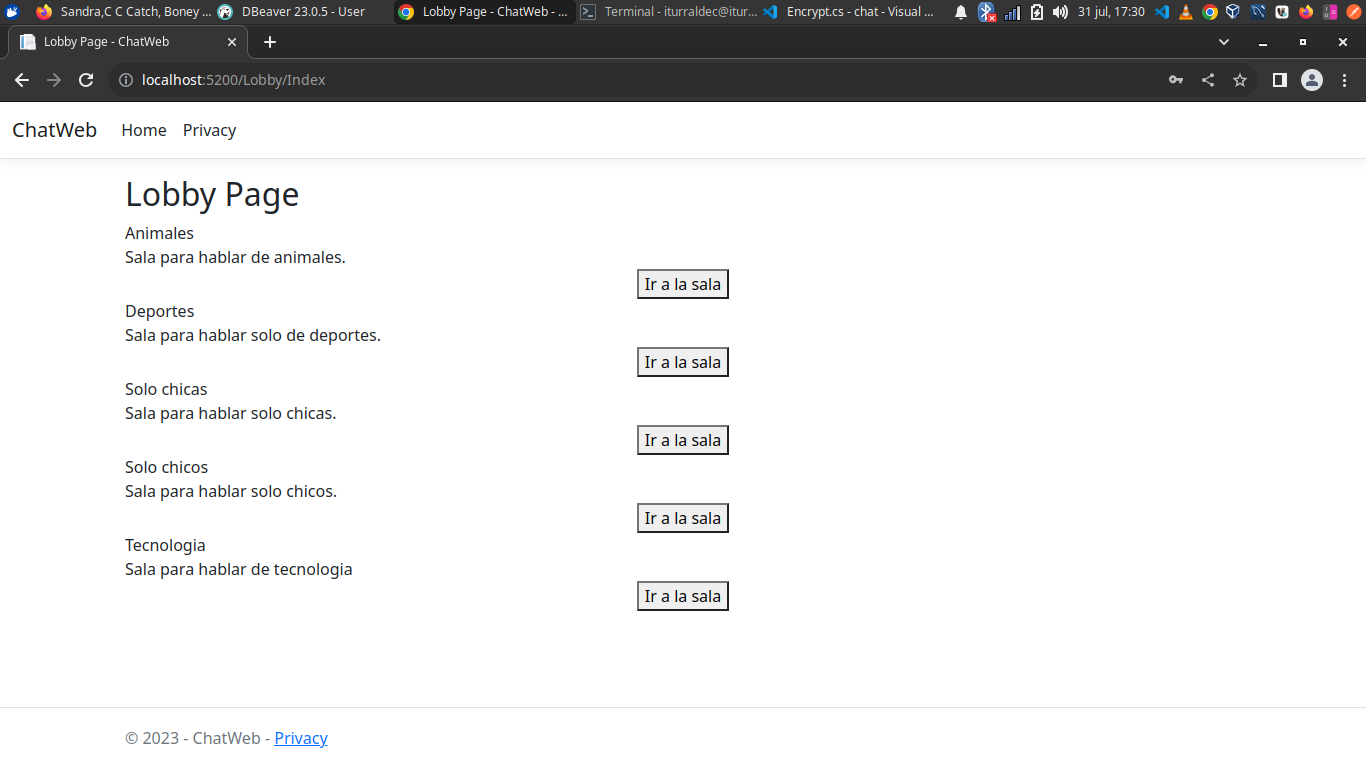 Sandra,C C Catch, Boney ... DBeaver 23.0.5 - User Lobby Page - ChatWeb - ... Terminal - iturraldec@itur... Encrypt.cs - chat - Visual ... 31 jul, 17:30
Lobby Page - ChatWeb
localhost:5200/Lobby/Index
ChatWeb Home Privacy
Lobby Page
Animales
Sala para hablar de animales.
Ir a la sala
Deportes
Sala para hablar solo de deportes.
Ir a la sala
Solo chicas
Sala para hablar solo chicas.
Ir a la sala
Solo chicos
Sala para hablar solo chicos.
Ir a la sala
Tecnologia
Sala para hablar de tecnologia
Ir a la sala
© 2023 - ChatWeb - Privacy